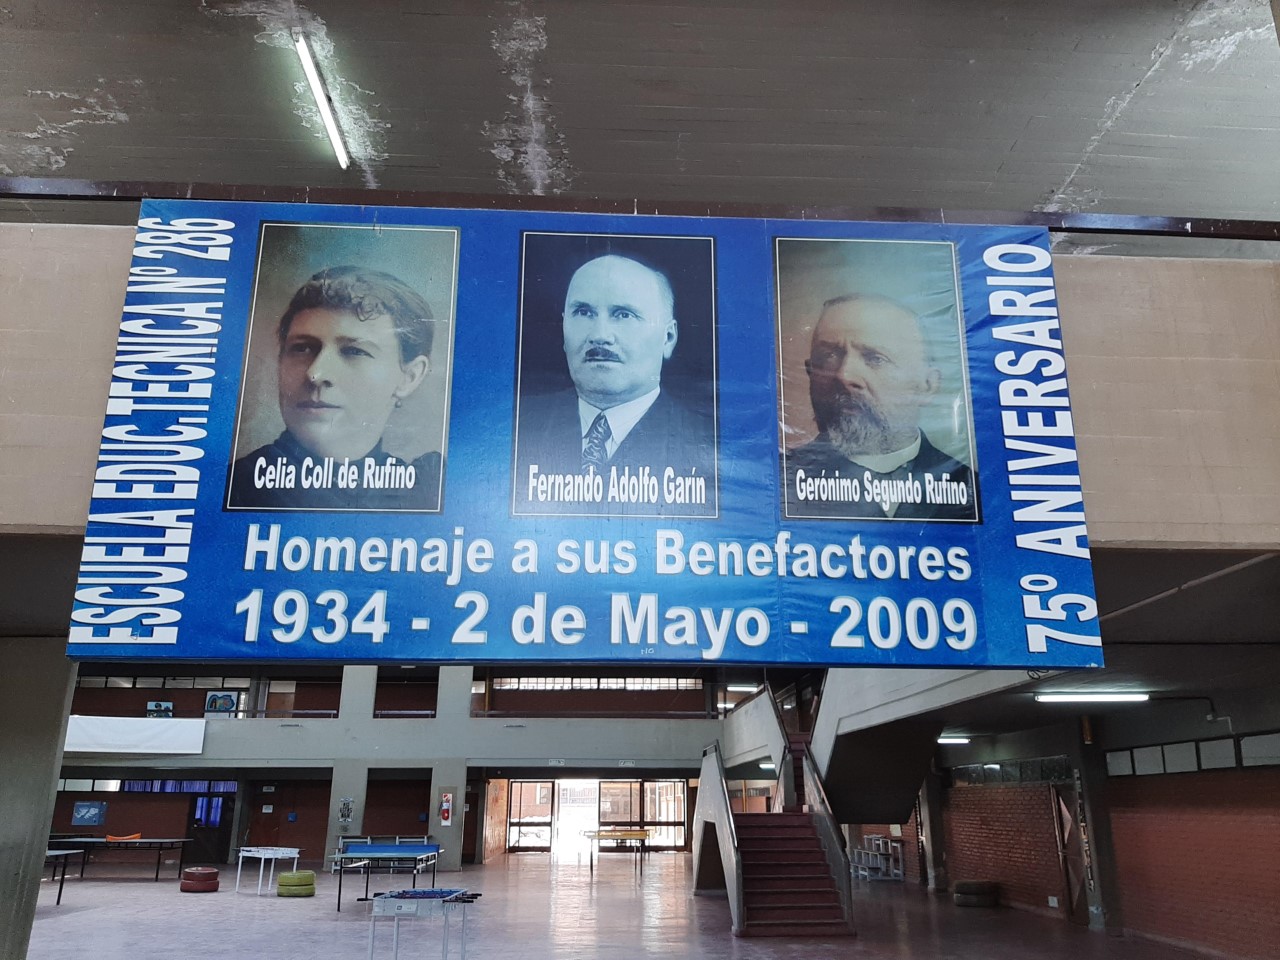 ESCUELA EDUC.TECNICA Nº 286
Celia Coll de Rufino
Fernando Adolfo Garín
Gerónimo Segundo Rufino
Homenaje a sus Benefactores
1934 - 2 de Mayo - 2009
75º ANIVERSARIO